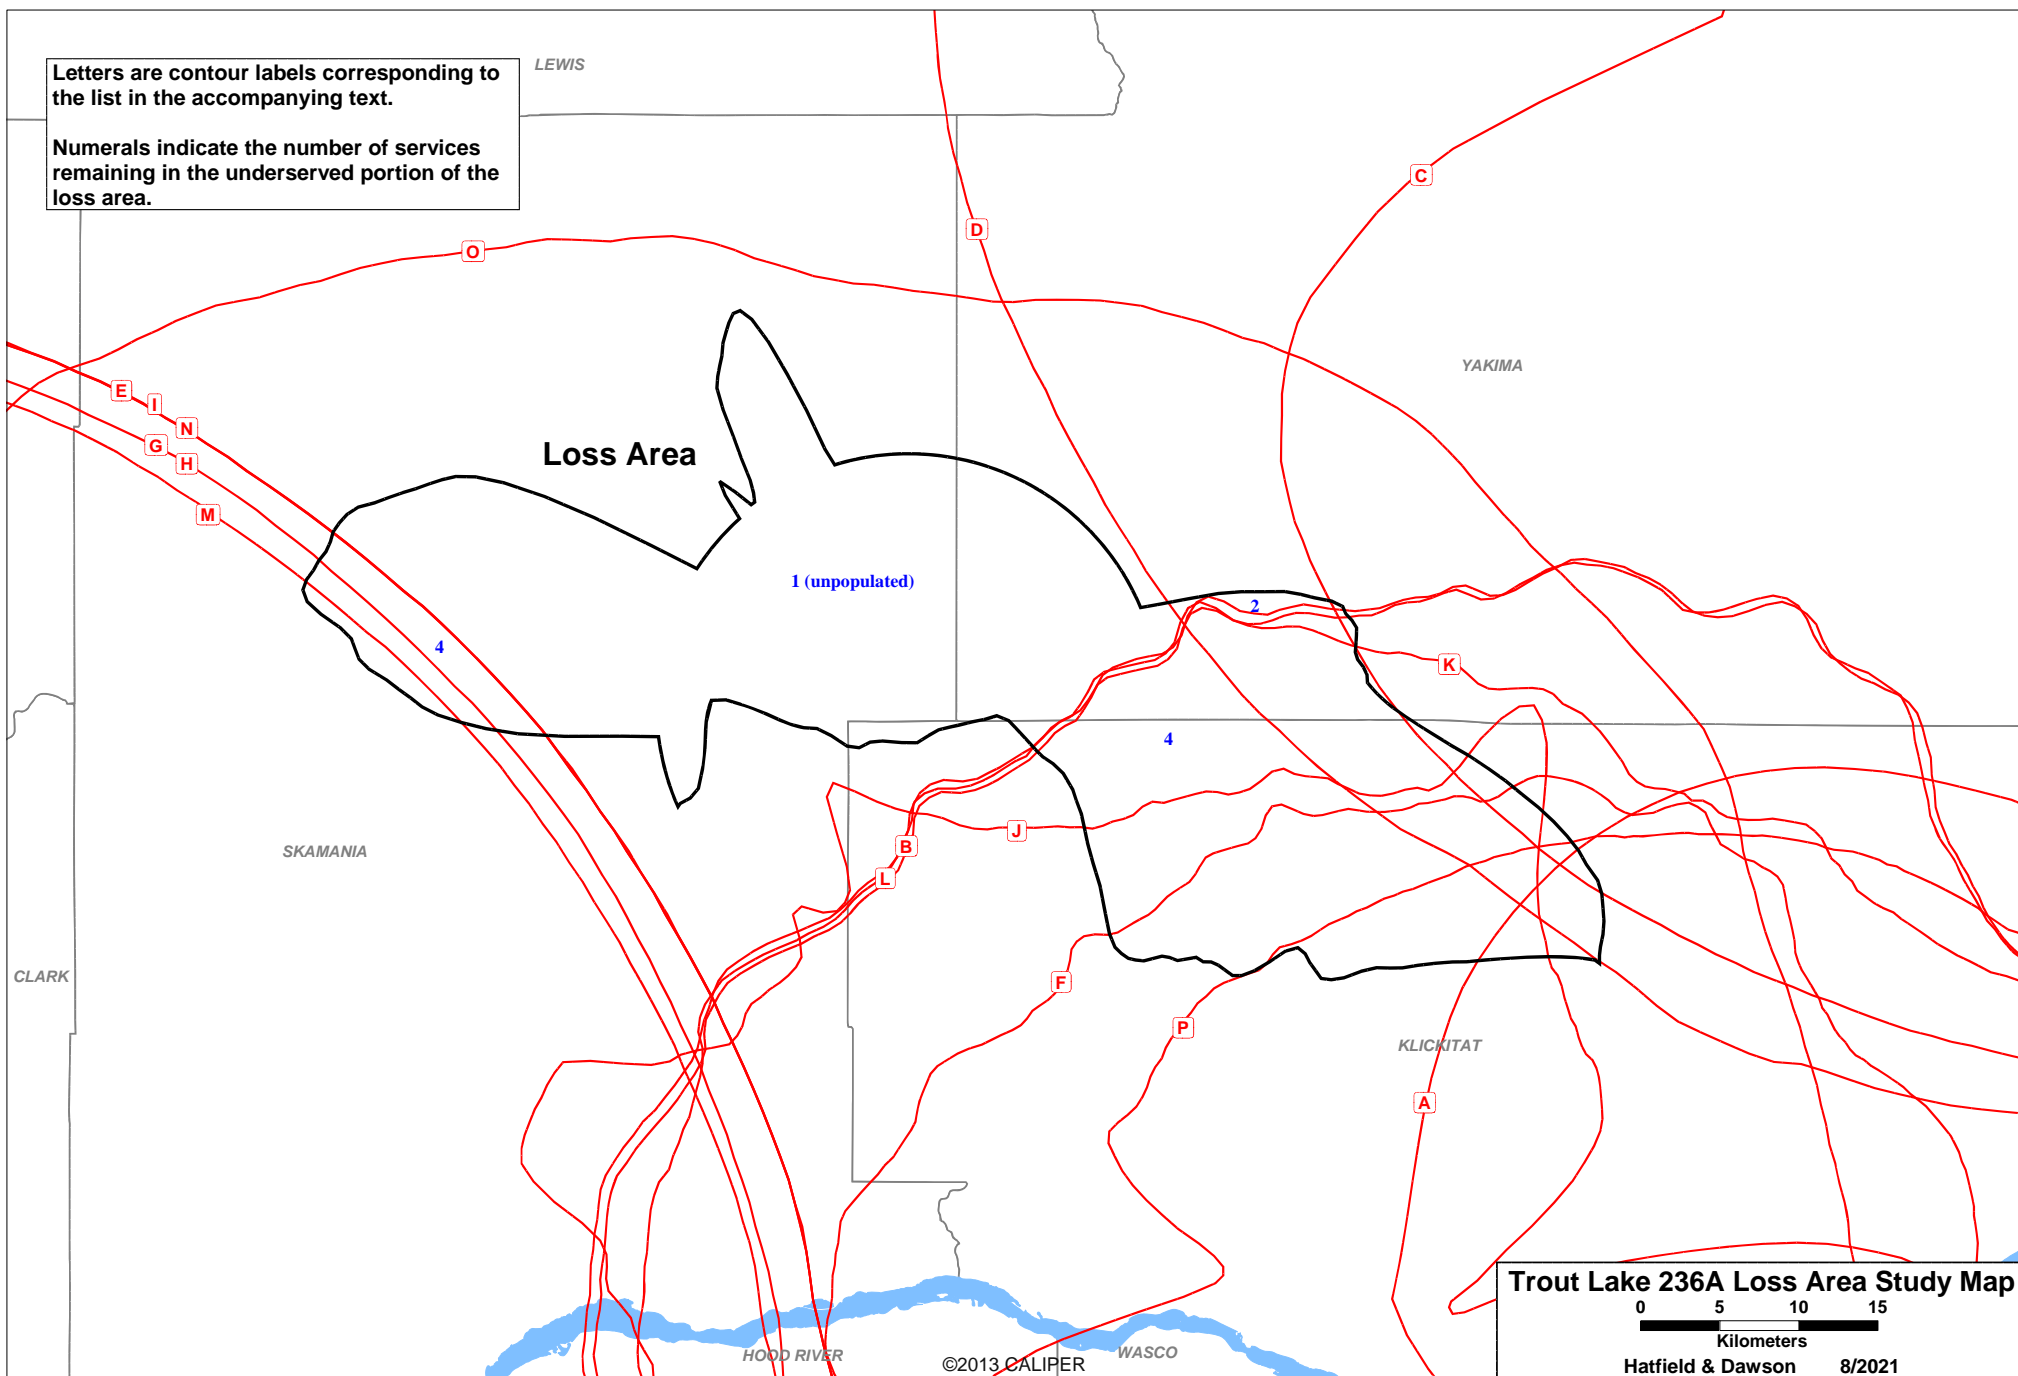 Letters are contour labels corresponding to
the list in the accompanying text.
Numerals indicate the number of services
remaining in the underserved portion of the
loss area.
LEWIS
C
D
O
YAKIMA
E
I
N
G
H
M
Loss Area
1 (unpopulated)
2
4
K
4
J
B
L
SKAMANIA
CLARK
F
P
KLICKITAT
A
HOOD RIVER
©2013 CALIPER
WASCO
Trout Lake 236A Loss Area Study Map
0 5 10 15
Kilometers
Hatfield & Dawson 8/2021